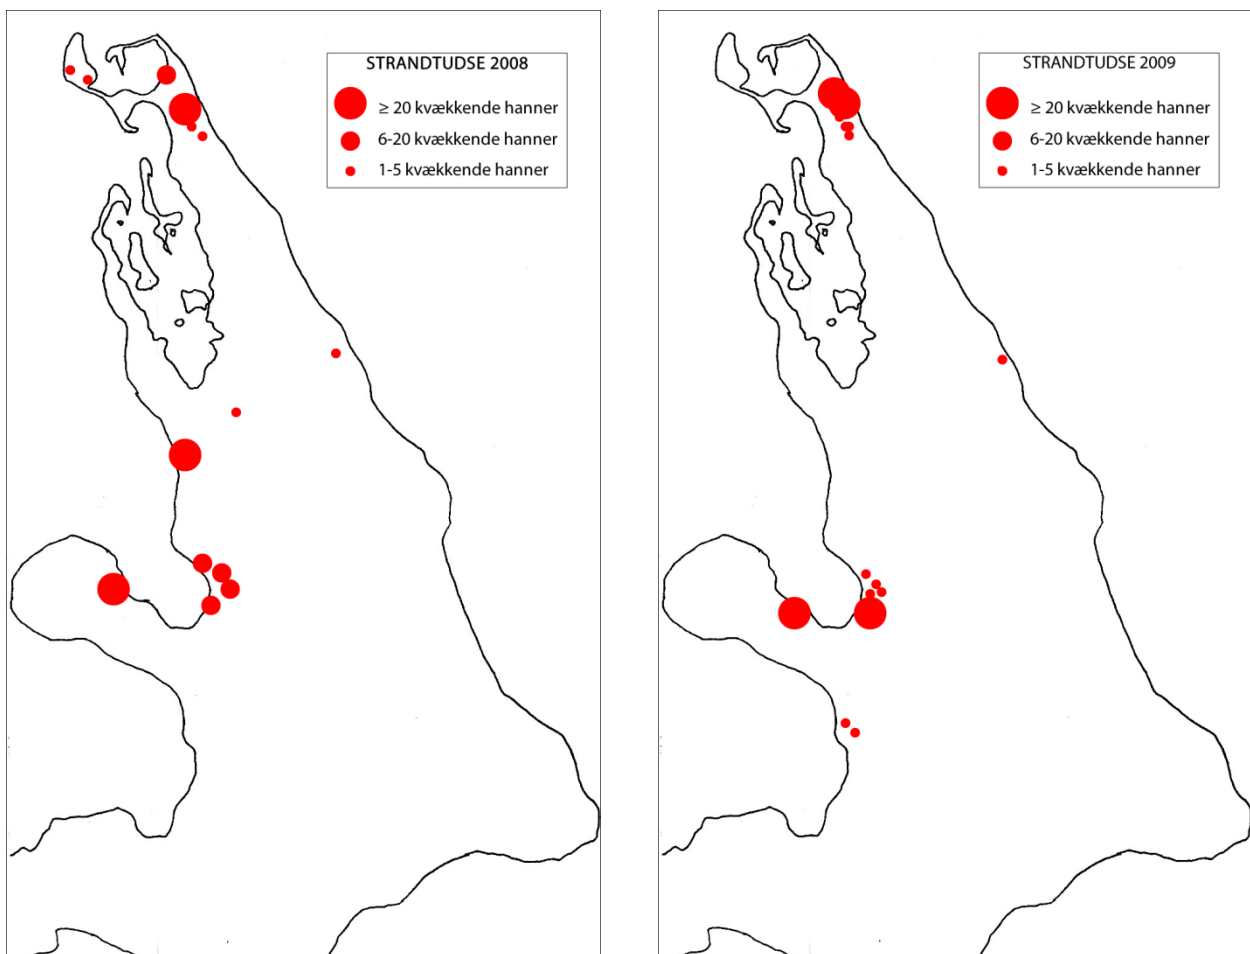 STRANDTUDSE 2008
≥ 20 kvækkende hanner
6-20 kvækkende hanner
1-5 kvækkende hanner
STRANDTUDSE 2009
≥ 20 kvækkende hanner
6-20 kvækkende hanner
1-5 kvækkende hanner